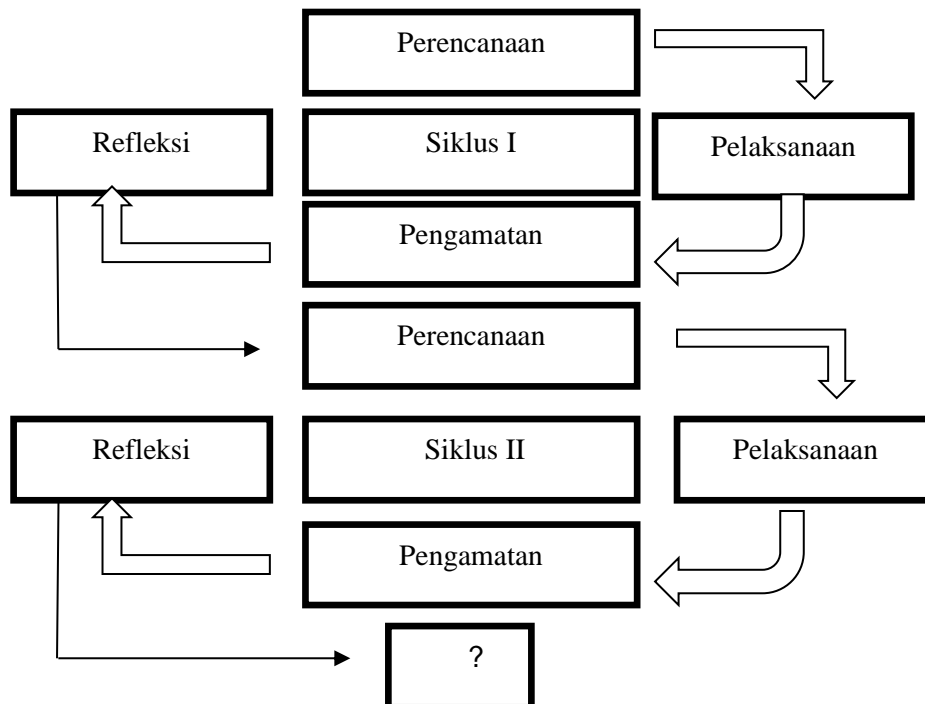 Perencanaan
Refleksi
Siklus I
Pelaksanaan
Pengamatan
Perencanaan
Refleksi
Siklus II
Pelaksanaan
Pengamatan
?